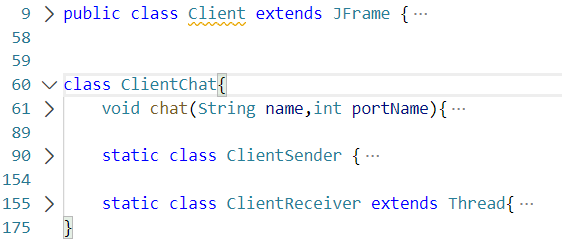 9 public class Client extends JFrame {···
58
59
60 class ClientChat{
61 void chat(String name,int portName){···
89
90 static class ClientSender {···
154
155 static class ClientReceiver extends Thread{···
175 }